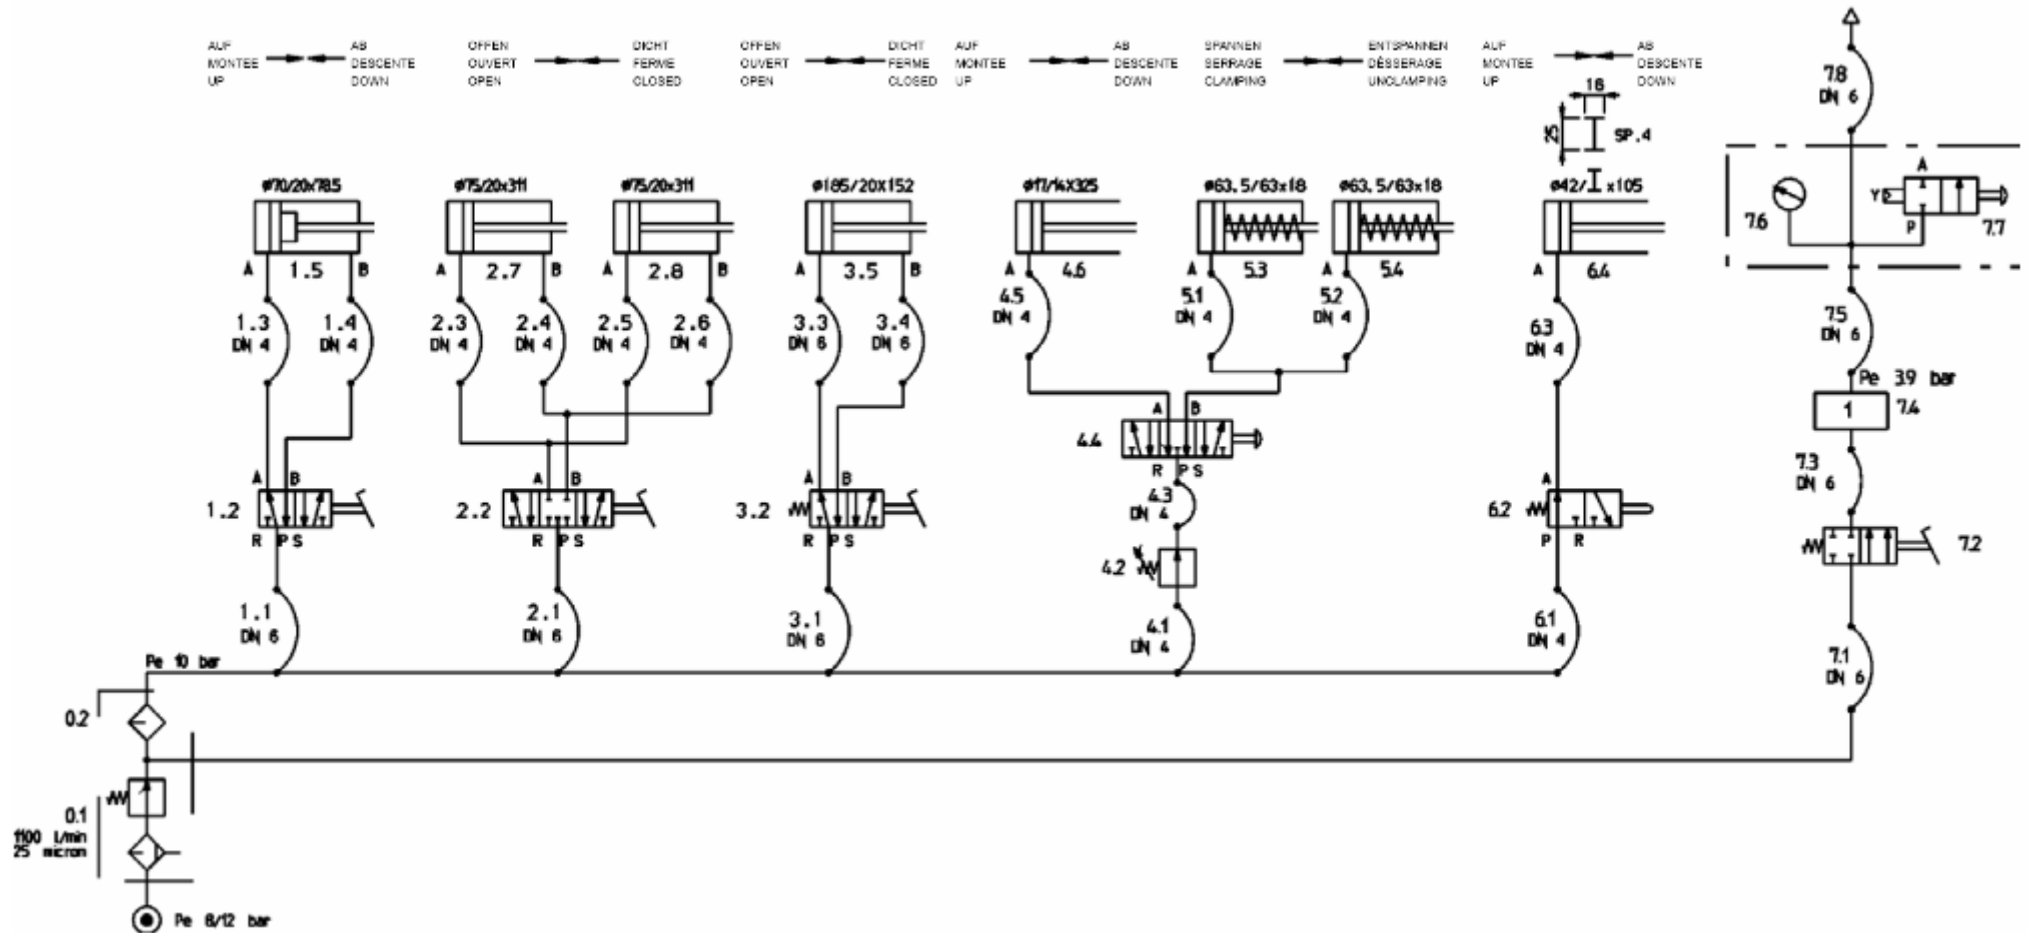 AUF
MONTEE
UP
AB
DESCENTE
DOWN
OFFEN
OUVERT
OPEN
DICHT
FERME
CLOSED
OFFEN
OUVERT
OPEN
DICHT
FERME
CLOSED
AUF
MONTEE
UP
AB
DESCENTE
DOWN
SPANNEN
SERRAGE
CLAMPING
ENTSPANNEN
DÈSSERAGE
UNCLAMPING
AUF
MONTEE
UP
AB
DESCENTE
DOWN
16
25
SP.4
7.8
DN 6
ø70/20x78.5
ø75/20x311
ø75/20x311
ø185/20X152
ø17/14X325
ø63.5/63x18
ø63.5/63x18
ø42/I x105
A
Y
P
7.6
7.7
A 1.5 B
A 2.7 B
2.8 B
A 3.5 B
A 4.6
A 5.3
A 5.4
A 6.4
1.3
DN 4
1.4
DN 4
2.3
DN 4
2.4
DN 4
2.5
DN 4
2.6
DN 4
3.3
DN 6
3.4
DN 6
4.5
DN 4
5.1
DN 4
5.2
DN 4
6.3
DN 4
7.5
DN 6
Pe 3.9 bar
1
7.4
A B
4.4
R P S
4.3
DN 4
7.3
DN 6
A B
1.2
R P S
A B
2.2
R P S
A B
3.2
R P S
A
6.2
P R
7.2
4.2
1.1
DN 6
2.1
DN 6
3.1
DN 6
4.1
DN 4
6.1
DN 4
7.1
DN 6
Pe 10 bar
0.2
0.1
1100 L/min
25 micron
Pe 8/12 bar